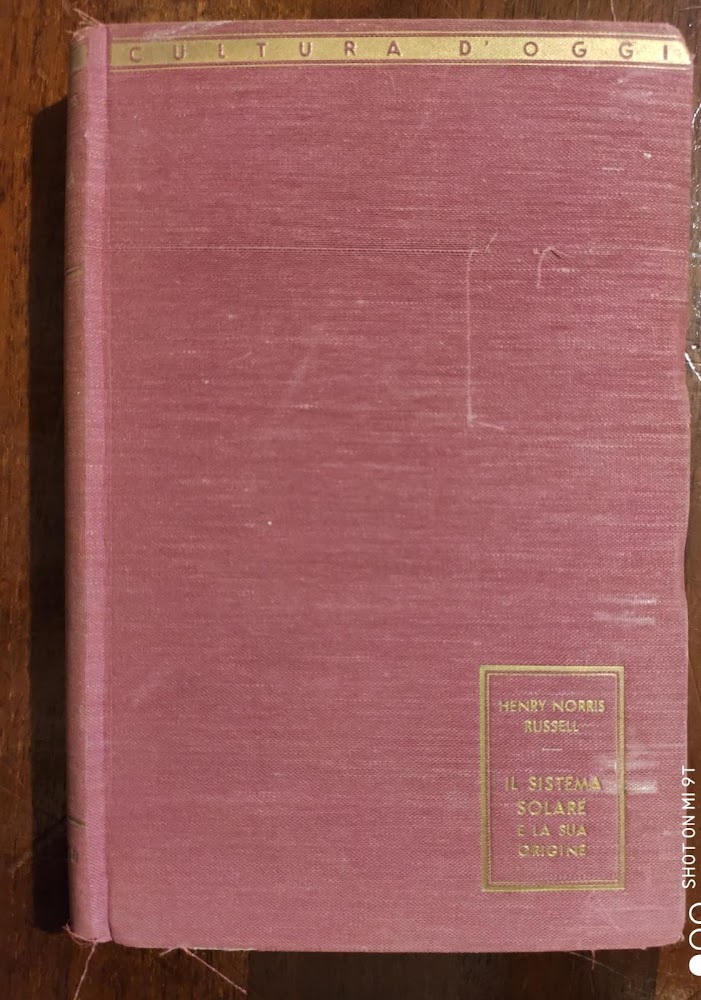 CULTURA D'OGGI
HENRY NORRIS
RUSSELL
IL SISTEMA
SOLARE
E LA SUA
ORIGINE
SHOT ON MI 9T